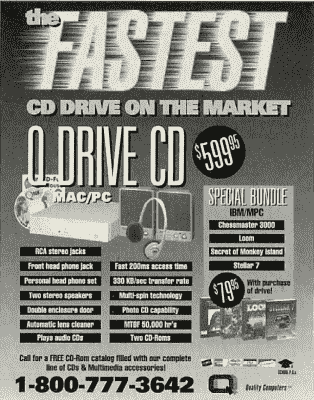 the
FASTEST
CD DRIVE ON THE MARKET
Q DRIVE CD
$599.95
MAC/PC
SPECIAL BUNDLE
IBM/MPC
Chessmaster 3000
Loom
Secret of Monkey Island
Stellar 7
$79.95
With purchase
of drive!
RCA stereo jacks
Front head phone jack
Personal head phone set
Two stereo speakers
Double enclosure door
Automatic lens cleaner
Plays audio CDs
Fast 200ms access time
330 KB/sec transfer rate
Multi-spin technology
Photo CD capability
MTBF 50,000 hr's
Two CD-Roms
LOOM
Call for a FREE CD-Rom catalog filled with our complete
line of CDs & Multimedia accessories!
1-800-777-3642
Q
Quality Computers